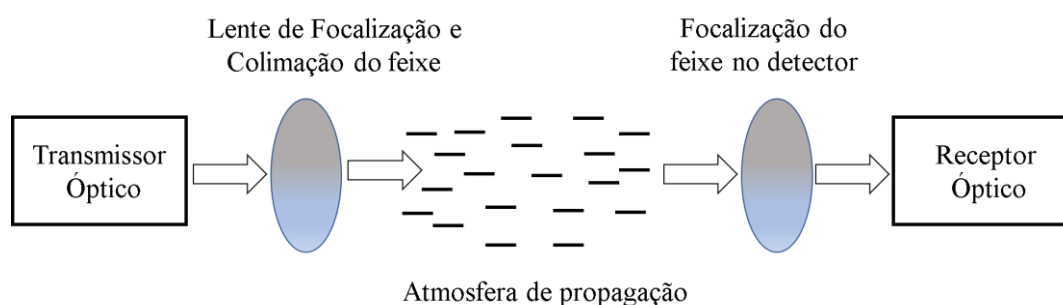 Lente de Focalização e
Colimação do feixe
Focalização do
feixe no detector
Transmissor
Óptico
Receptor
Óptico
Atmosfera de propagação